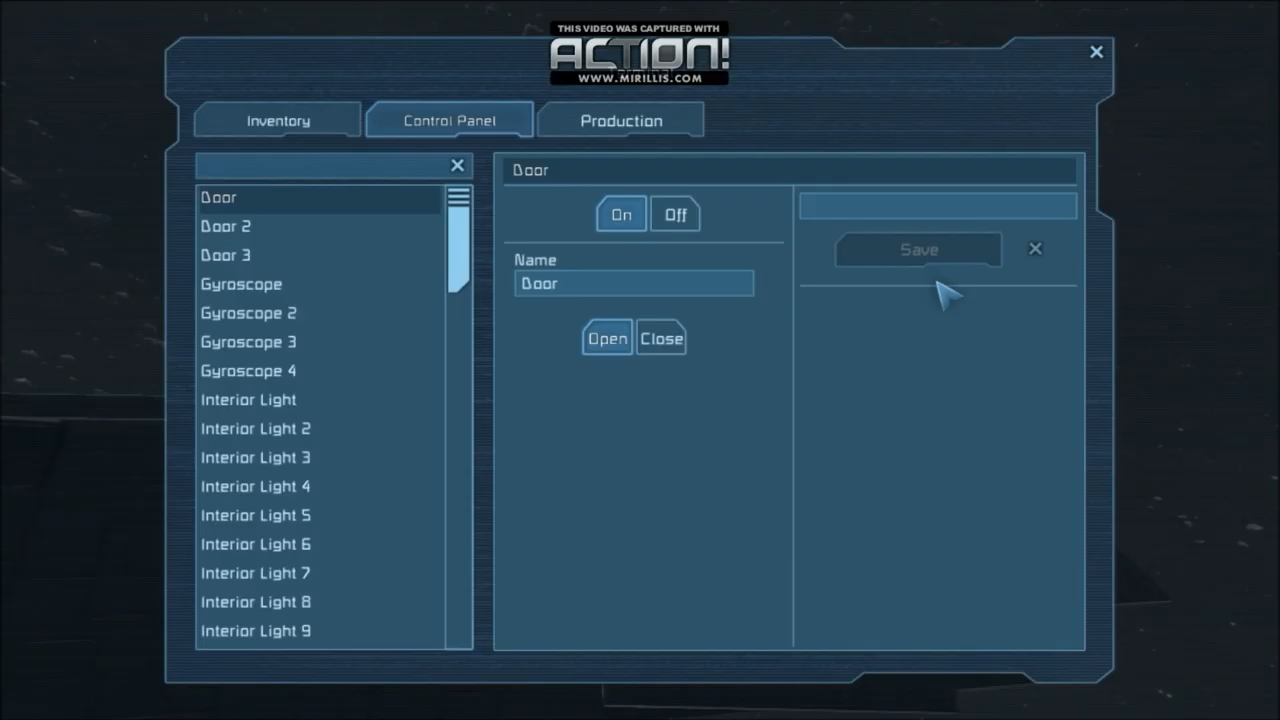 THIS VIDEO WAS CAPTURED WITH
ACTION!
WWW.MIRILLIS.COM
Inventory
Control Panel
Production
Door
Door 2
Door 3
Gyroscope
Gyroscope 2
Gyroscope 3
Gyroscope 4
Interior Light
Interior Light 2
Interior Light 3
Interior Light 4
Interior Light 5
Interior Light 6
Interior Light 7
Interior Light 8
Interior Light 9
Door
On
Off
Name
Door
Open
Close
Save